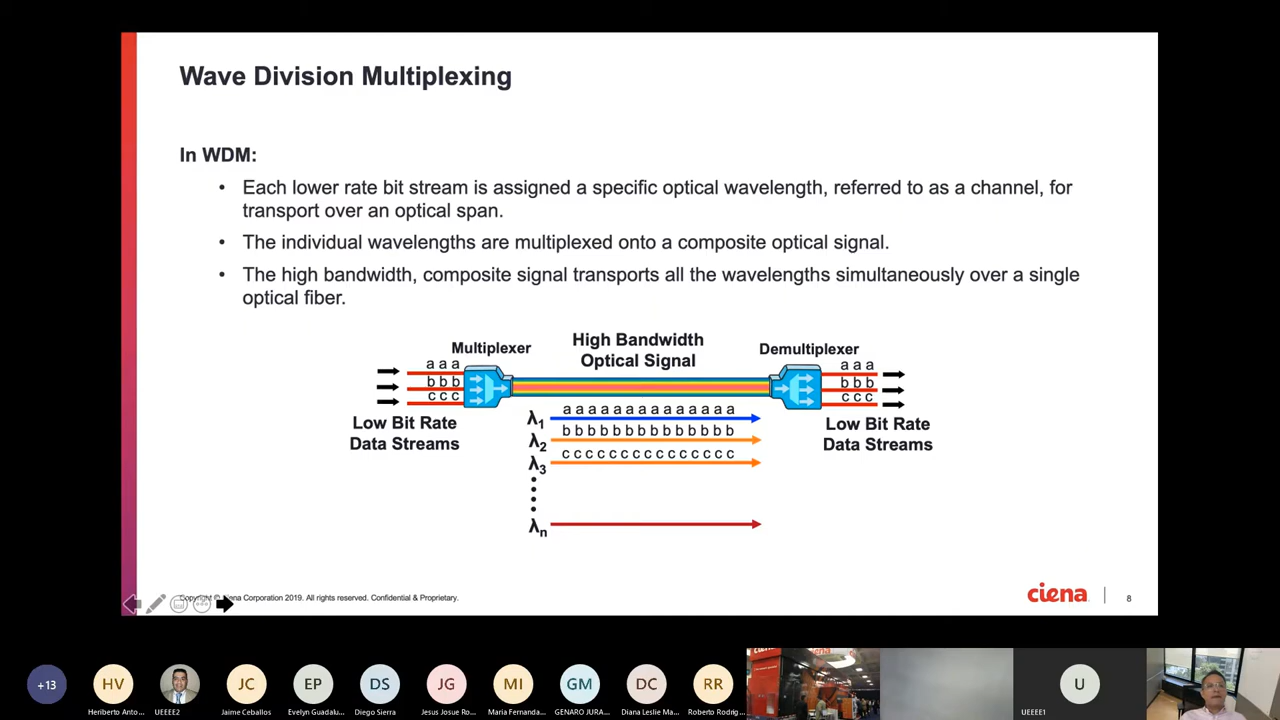 Wave Division Multiplexing
In WDM:
• Each lower rate bit stream is assigned a specific optical wavelength, referred to as a channel, for
transport over an optical span.
• The individual wavelengths are multiplexed onto a composite optical signal.
• The high bandwidth, composite signal transports all the wavelengths simultaneously over a single
optical fiber.
High Bandwidth
Optical Signal
Multiplexer
Demultiplexer
a a a
b b b
c c c
a a a
b b b
c c c
Low Bit Rate
Data Streams
Low Bit Rate
Data Streams
λ1 a a a a a a a a a a a a a a
λ2 b b b b b b b b b b b b b b
λ3 c c c c c c c c c c c c c c
λn
Copyright © Ciena Corporation 2019. All rights reserved. Confidential & Proprietary.
ciena
8
+13
HV
JC
EP
DS
JG
MI
GM
DC
RR
U
Heriberto Anto...
UEEEE2
Jaime Ceballos
Evelyn Guadalu...
Diego Sierra
Jesus Josue Ro...
Maria Fernanda...
GENARO JURA...
Diana Leslie Ma...
Roberto Rodrig...
UEEEE1